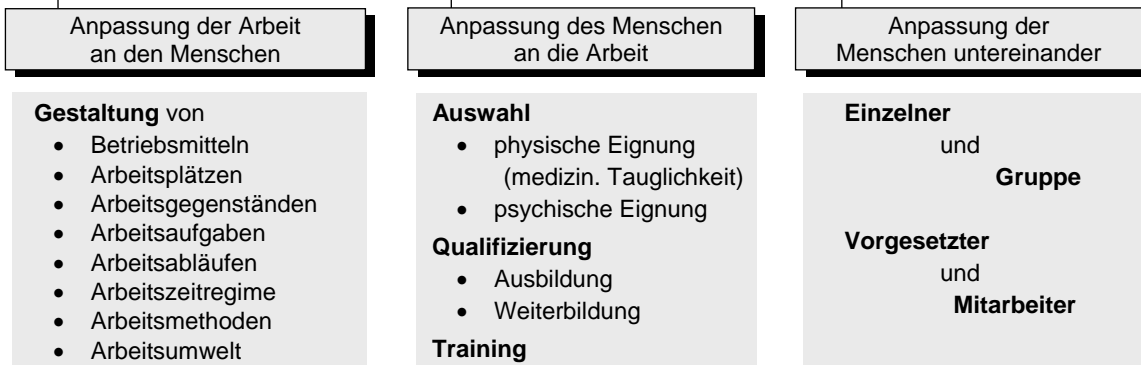 Anpassung der Arbeit
an den Menschen
Gestaltung von
• Betriebsmitteln
• Arbeitsplätzen
• Arbeitsgegenständen
• Arbeitsaufgaben
• Arbeitsabläufen
• Arbeitszeitregime
• Arbeitsmethoden
• Arbeitsumwelt
Anpassung des Menschen
an die Arbeit
Auswahl
• physische Eignung
(medizin. Tauglichkeit)
• psychische Eignung
Qualifizierung
• Ausbildung
• Weiterbildung
Training
Anpassung der
Menschen untereinander
Einzelner
und
Gruppe
Vorgesetzter
und
Mitarbeiter